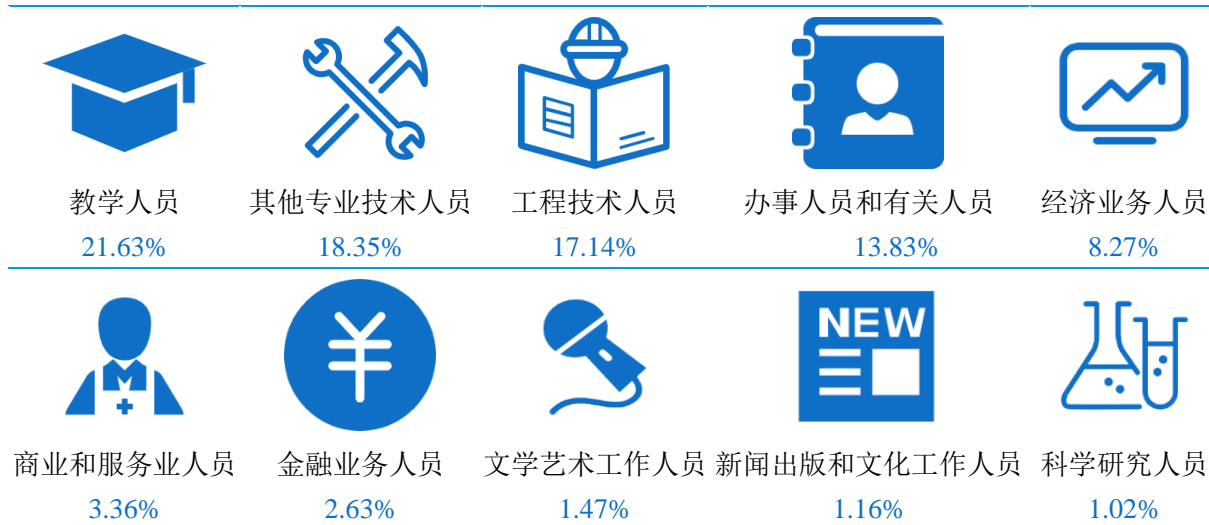 教学人员 其他专业技术人员 工程技术人员 办事人员和有关人员 经济业务人员
21.63% 18.35% 17.14% 13.83% 8.27%
NEW
商业和服务业人员 金融业务人员 文学艺术工作人员 新闻出版和文化工作人员 科学研究人员
3.36% 2.63% 1.47% 1.16% 1.02%